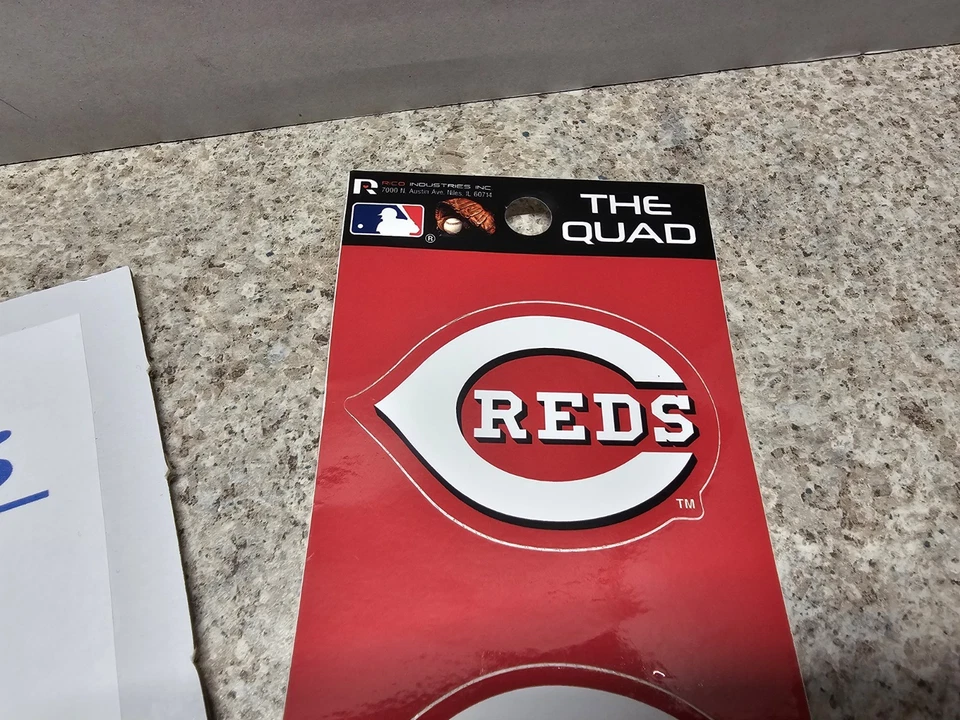 RICO INDUSTRIES INC.
7000 N. Austin Ave. Niles, IL 60714
®
THE
QUAD
REDS
TM
S